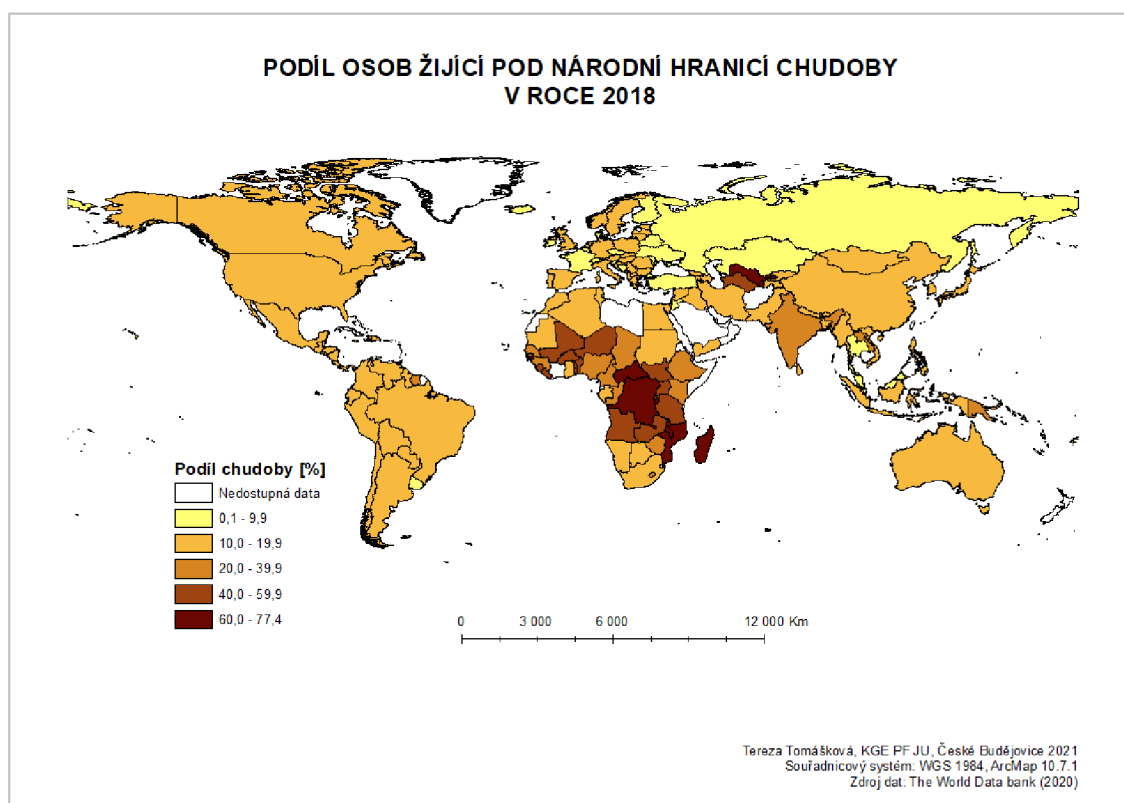 PODÍL OSOB ŽIJÍCÍ POD NÁRODNÍ HRANICÍ CHUDOBY
V ROCE 2018
Podíl chudoby [%]
Nedostupná data
0,1 - 9,9
10,0 - 19,9
20,0 - 39,9
40,0 - 59,9
60,0 - 77,4
0 3 000 6 000 12 000 Km
Tereza Tomášková, KGE PF JU, České Budějovice 2021
Souřadnicový systém: WGS 1984, ArcMap 10.7.1
Zdroj dat: The World Data bank (2020)